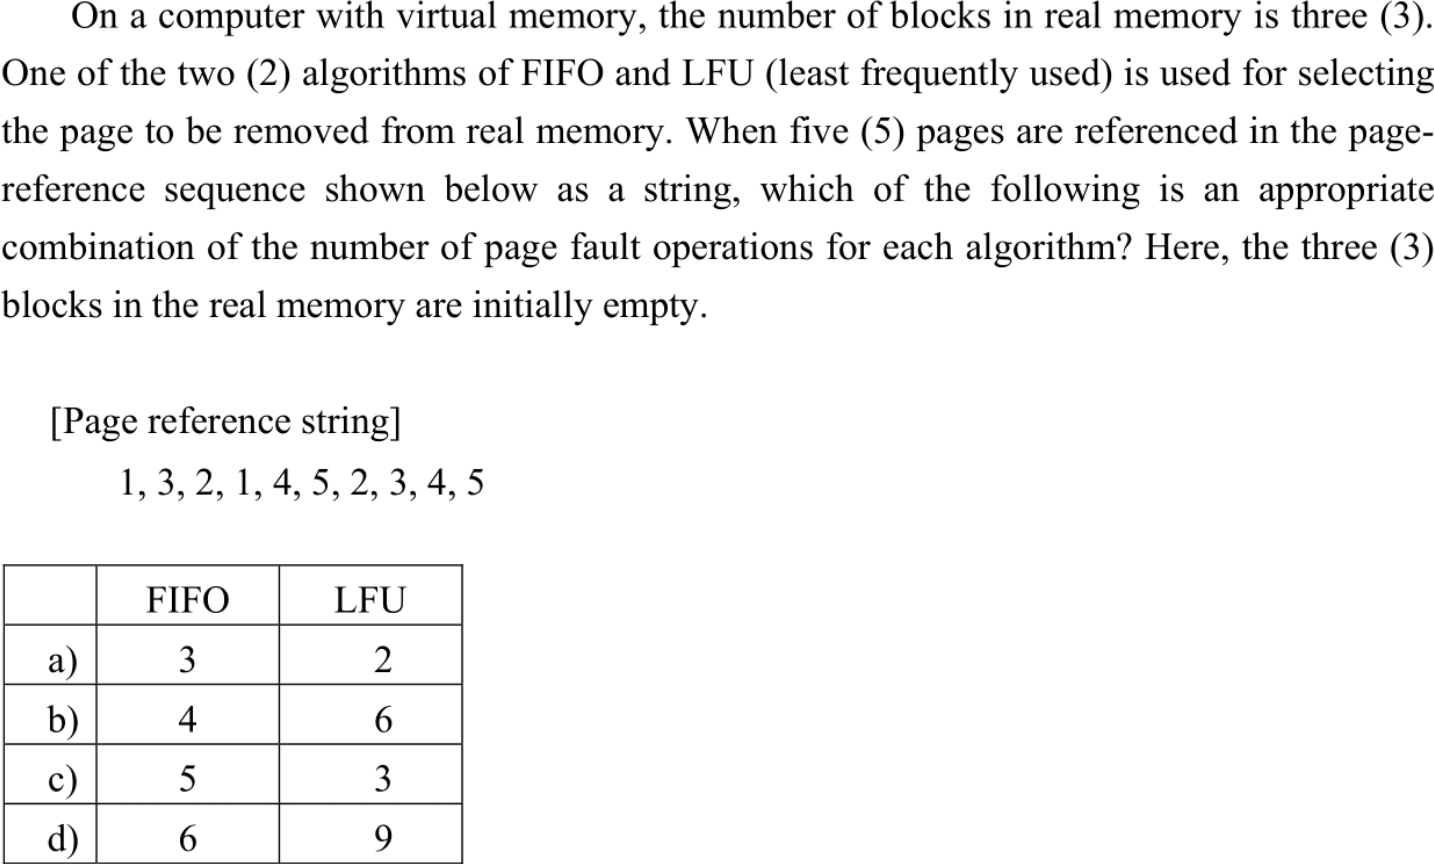 On a computer with virtual memory, the number of blocks in real memory is three (3).
One of the two (2) algorithms of FIFO and LFU (least frequently used) is used for selecting
the page to be removed from real memory. When five (5) pages are referenced in the page-
reference sequence shown below as a string, which of the following is an appropriate
combination of the number of page fault operations for each algorithm? Here, the three (3)
blocks in the real memory are initially empty.
[Page reference string]
1, 3, 2, 1, 4, 5, 2, 3, 4, 5
FIFO LFU
a) 3 2
b) 4 6
c) 5 3
d) 6 9